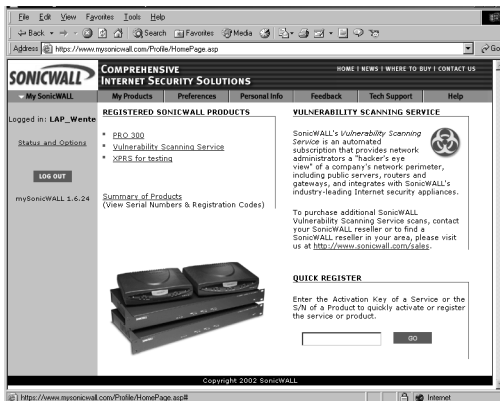 File Edit View Favorites Tools Help
Back Search Favorites Media
Address https://www.mysonicwall.com/Profile/HomePage.asp Go
SONICWALL
COMPREHENSIVE
INTERNET SECURITY SOLUTIONS
HOME | NEWS | WHERE TO BUY | CONTACT US
My SonicWALL My Products Preferences Personal Info Feedback Tech Support Help
Logged in: LAP_Wente
Status and Options
LOG OUT
mySonicWALL 1.6.24
REGISTERED SONICWALL PRODUCTS
PRO 300
Vulnerability Scanning Service
XPRS for testing
Summary of Products
(View Serial Numbers & Registration Codes)
VULNERABILITY SCANNING SERVICE
SonicWALL's Vulnerability Scanning
Service is an automated
subscription that provides network
administrators a "hacker's eye
view" of a company's network perimeter,
including public servers, routers and
gateways, and integrates with SonicWALL's
industry-leading Internet security appliances.
To purchase additional SonicWALL
Vulnerability Scanning Service scans, contact
your SonicWALL reseller or to find a
SonicWALL reseller in your area, please visit
us at http://www.sonicwall.com/sales.
QUICK REGISTER
Enter the Activation Key of a Service or the
S/N of a Product to quickly activate or register
the service or product.
GO
Copyright 2002 SonicWALL
https://www.mysonicwall.com/Profile/HomePage.asp# Internet